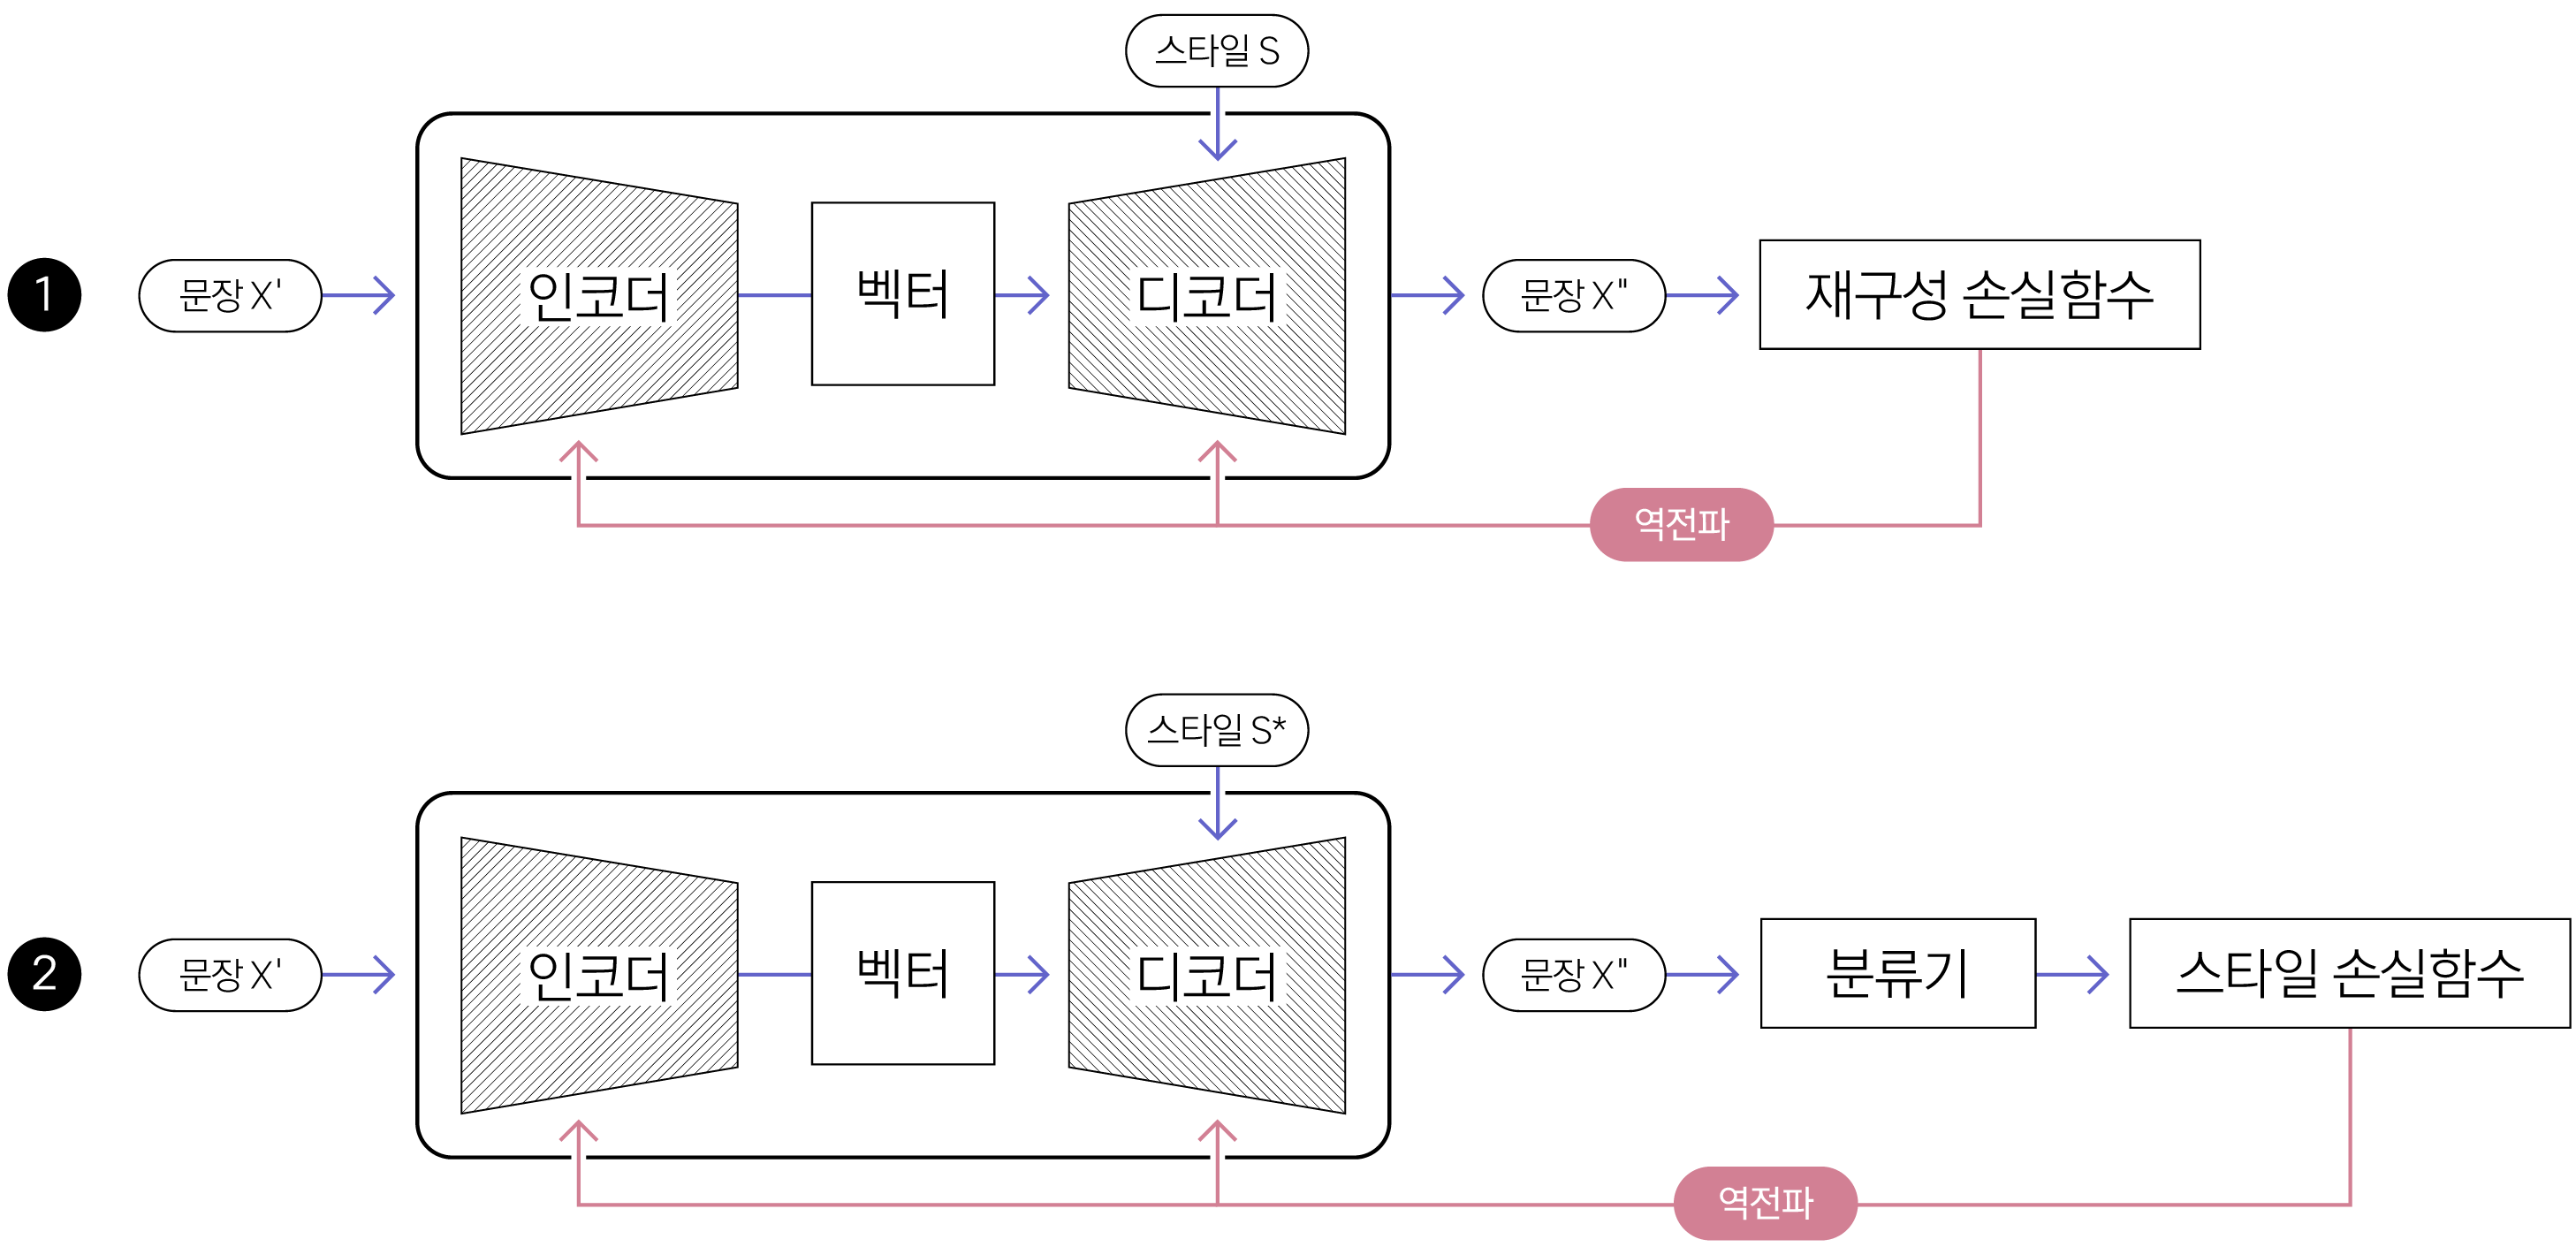 스타일 S
1
문장 X'
인코더
벡터
디코더
문장 X"
재구성 손실함수
역전파
스타일 S*
2
문장 X'
인코더
벡터
디코더
문장 X"
분류기
스타일 손실함수
역전파